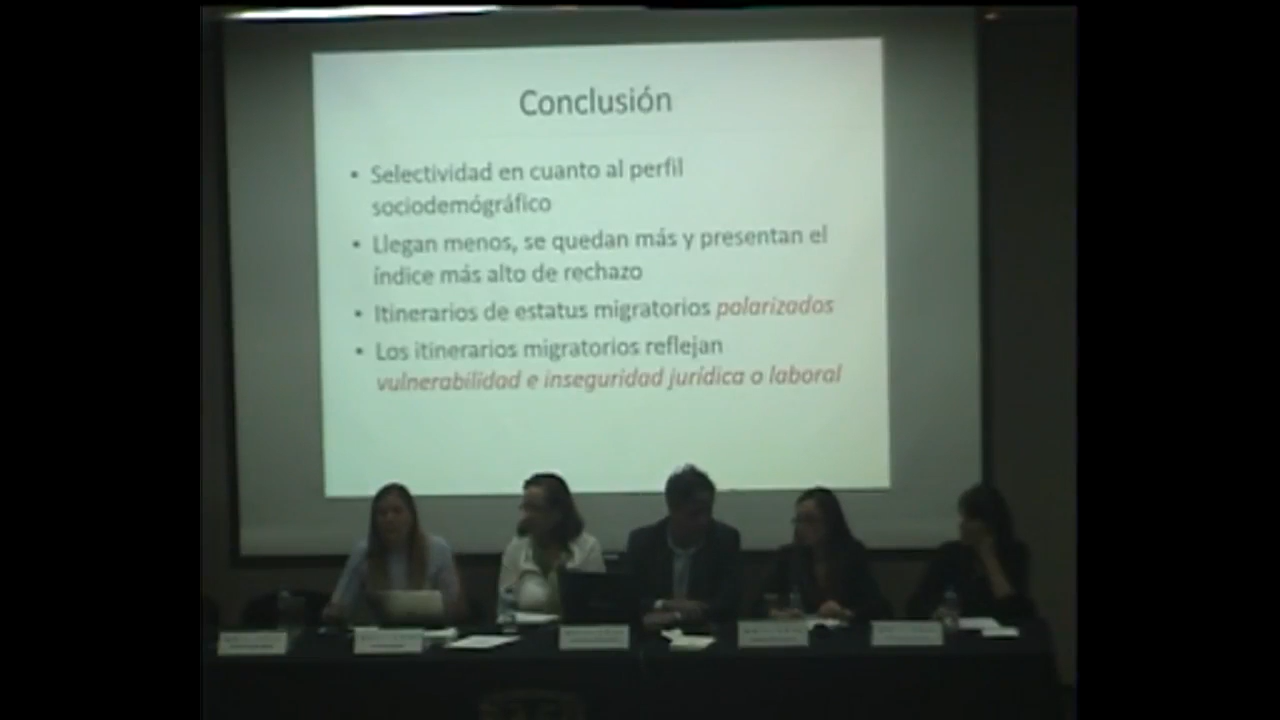 Conclusión
• Selectividad en cuanto al perfil
sociodemógráfico
• Llegan menos, se quedan más y presentan el
índice más alto de rechazo
• Itinerarios de estatus migratorios polarizados
• Los itinerarios migratorios reflejan
vulnerabilidad e inseguridad jurídica o laboral